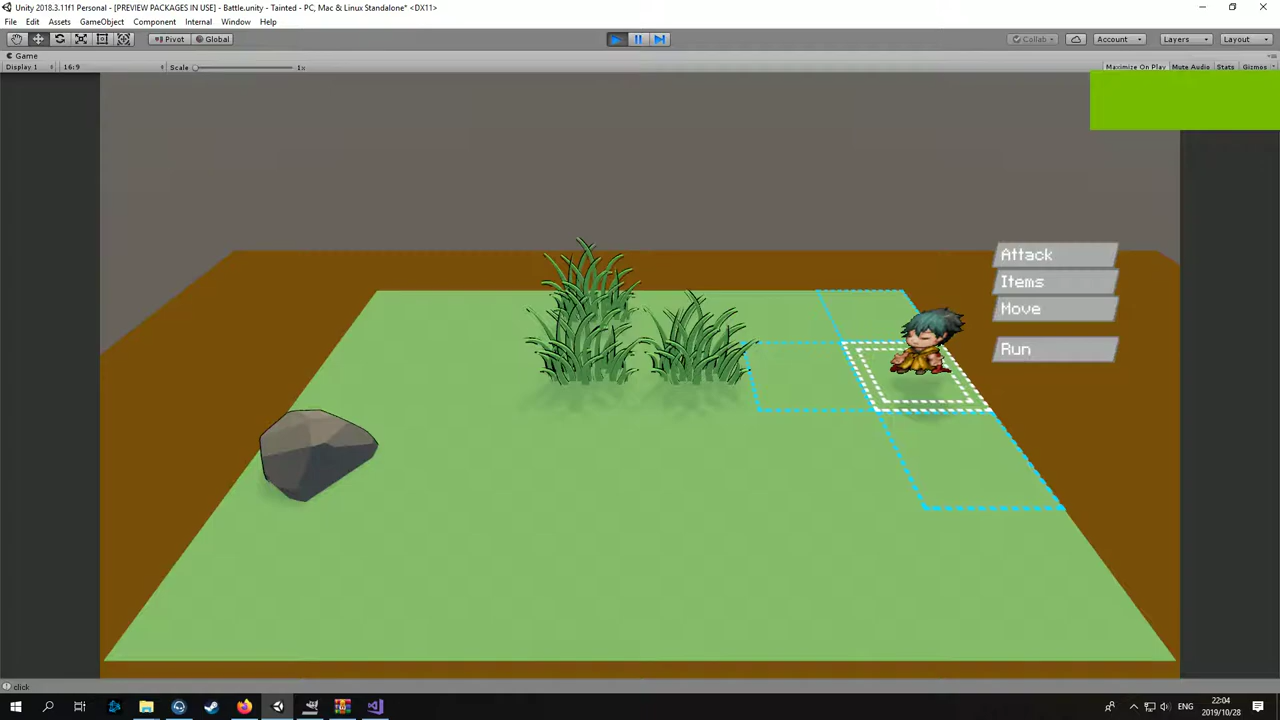 Unity 2018.3.11f1 Personal - [PREVIEW PACKAGES IN USE] - Battle.unity - Tainted - PC, Mac & Linux Standalone* <DX11>
File Edit Assets GameObject Component Internal Window Help
Pivot Global Collab Account Layers Layout
Game
Display 1 16:9 Scale 1x Maximize On Play Mute Audio Stats Gizmos
Attack
Items
Move
Run
click
ENG
22:04
2019/10/28